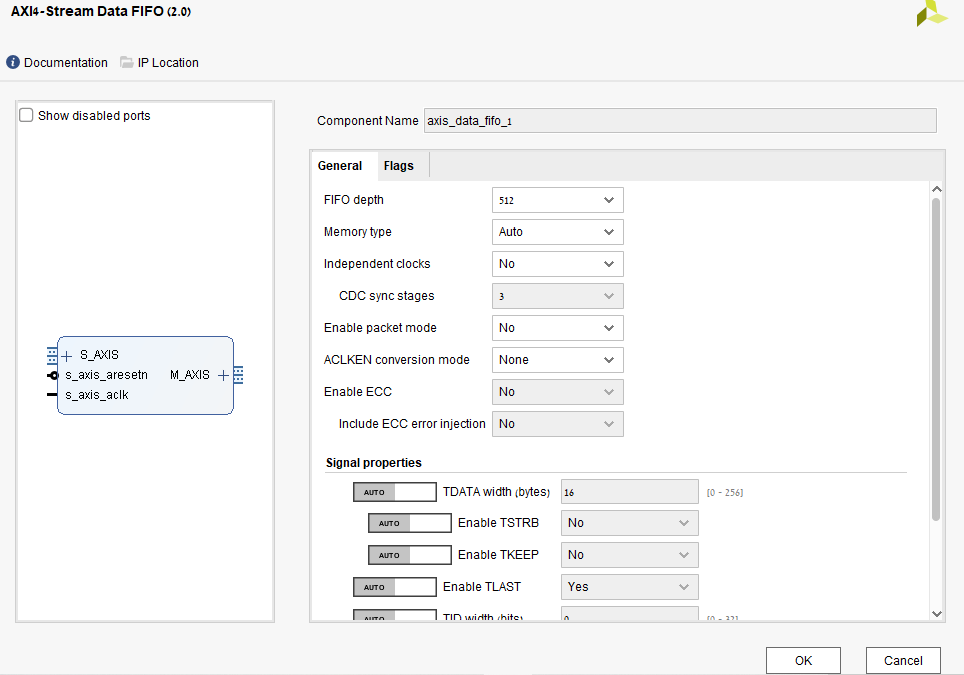 AXI4-Stream Data FIFO (2.0)
Documentation IP Location
Show disabled ports
S_AXIS
s_axis_aresetn M_AXIS
s_axis_aclk
Component Name axis_data_fifo_1
General Flags
FIFO depth 512
Memory type Auto
Independent clocks No
CDC sync stages 3
Enable packet mode No
ACLKEN conversion mode None
Enable ECC No
Include ECC error injection No
Signal properties
AUTO TDATA width (bytes) 16 [0 - 256]
AUTO Enable TSTRB No
AUTO Enable TKEEP No
AUTO Enable TLAST Yes
AUTO TID width (bits) 0 [0 - 32]
OK Cancel